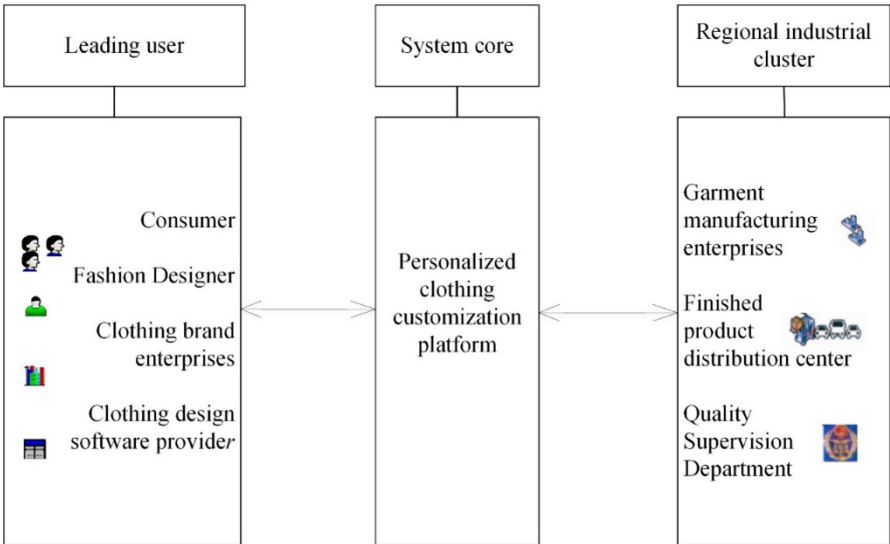 Leading user
System core
Regional industrial
cluster
Consumer
Fashion Designer
Clothing brand
enterprises
Clothing design
software provider
Personalized
clothing
customization
platform
Garment
manufacturing
enterprises
Finished
product
distribution center
Quality
Supervision
Department